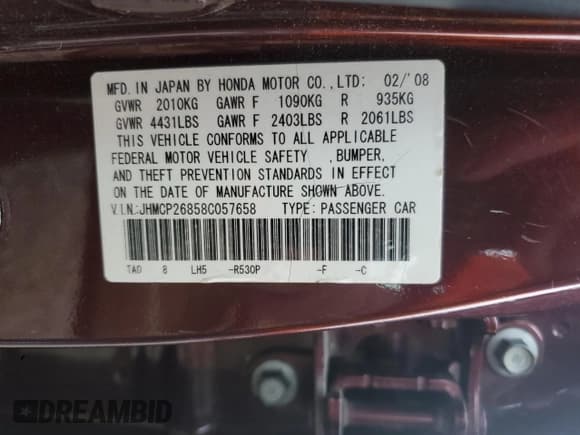 MFD. IN JAPAN BY HONDA MOTOR CO., LTD: 02/'08
GVWR 2010KG GAWR F 1090KG R 935KG
GVWR 4431LBS GAWR F 2403LBS R 2061LBS
THIS VEHICLE CONFORMS TO ALL APPLICABLE
FEDERAL MOTOR VEHICLE SAFETY , BUMPER,
AND THEFT PREVENTION STANDARDS IN EFFECT
ON THE DATE OF MANUFACTURE SHOWN ABOVE.
V.I.N.:JHMCP26858C057658 TYPE: PASSENGER CAR
TA0 8 LH5 -R530P -F -C
DREAMBID